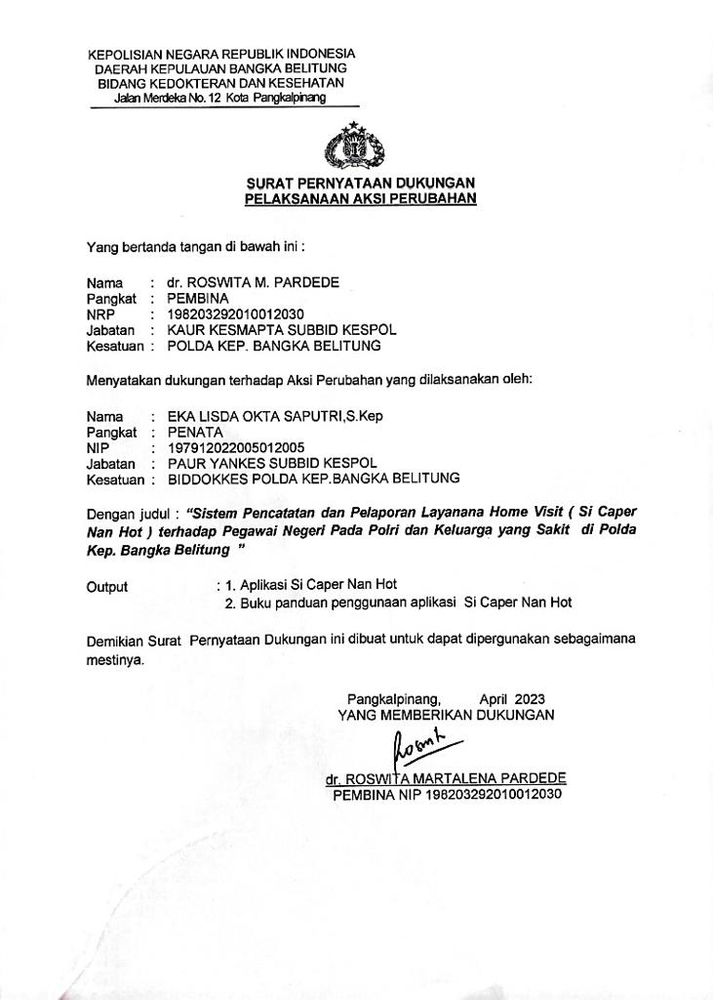 KEPOLISIAN NEGARA REPUBLIK INDONESIA
DAERAH KEPULAUAN BANGKA BELITUNG
BIDANG KEDOKTERAN DAN KESEHATAN
Jalan Merdeka No. 12 Kota Pangkalpinang
SURAT PERNYATAAN DUKUNGAN
PELAKSANAAN AKSI PERUBAHAN
Yang bertanda tangan di bawah ini :
Nama : dr. ROSWITA M. PARDEDE
Pangkat : PEMBINA
NRP : 198203292010012030
Jabatan : KAUR KESMAPTA SUBBID KESPOL
Kesatuan : POLDA KEP. BANGKA BELITUNG
Menyatakan dukungan terhadap Aksi Perubahan yang dilaksanakan oleh:
Nama : EKA LISDA OKTA SAPUTRI,S.Kep
Pangkat : PENATA
NIP : 197912022005012005
Jabatan : PAUR YANKES SUBBID KESPOL
Kesatuan : BIDDOKKES POLDA KEP.BANGKA BELITUNG
Dengan judul : “Sistem Pencatatan dan Pelaporan Layanana Home Visit ( Si Caper
Nan Hot ) terhadap Pegawai Negeri Pada Polri dan Keluarga yang Sakit di Polda
Kep. Bangka Belitung ”
Output : 1. Aplikasi Si Caper Nan Hot
2. Buku panduan penggunaan aplikasi Si Caper Nan Hot
Demikian Surat Pernyataan Dukungan ini dibuat untuk dapat dipergunakan sebagaimana
mestinya.
Pangkalpinang, April 2023
YANG MEMBERIKAN DUKUNGAN
dr. ROSWITA MARTALENA PARDEDE
PEMBINA NIP 198203292010012030